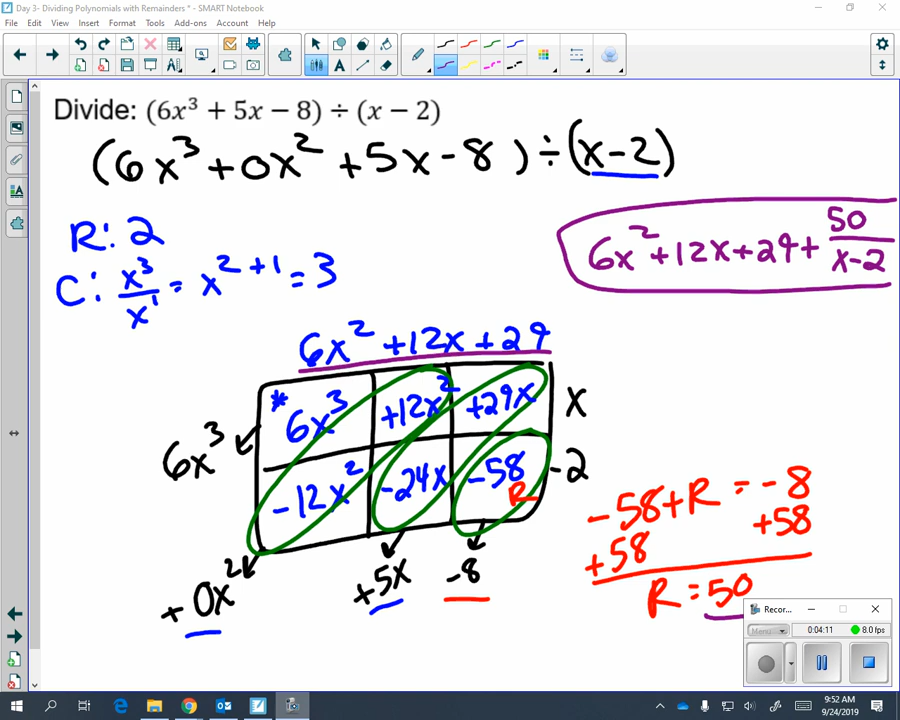 Day 3- Dividing Polynomials with Remainders * - SMART Notebook
File Edit View Insert Format Tools Add-Ons Account Help
Divide: (6x³ + 5x − 8) ÷ (x − 2)
(6x³ + 0x² + 5x - 8) ÷ (x - 2)
R: 2
C: x³/x¹ = x² + 1 = 3
6x² + 12x + 29 + 50/(x-2)
6x² + 12x + 29
* 6x³ +12x² +29x x
6x³
-12x² -24x -58 R -2
+ 0x² +5x -8
-58 + R = -8
+58 +58
R = 50
Recor...
Menu
0:04:11 8.0 fps
9:52 AM
9/24/2019